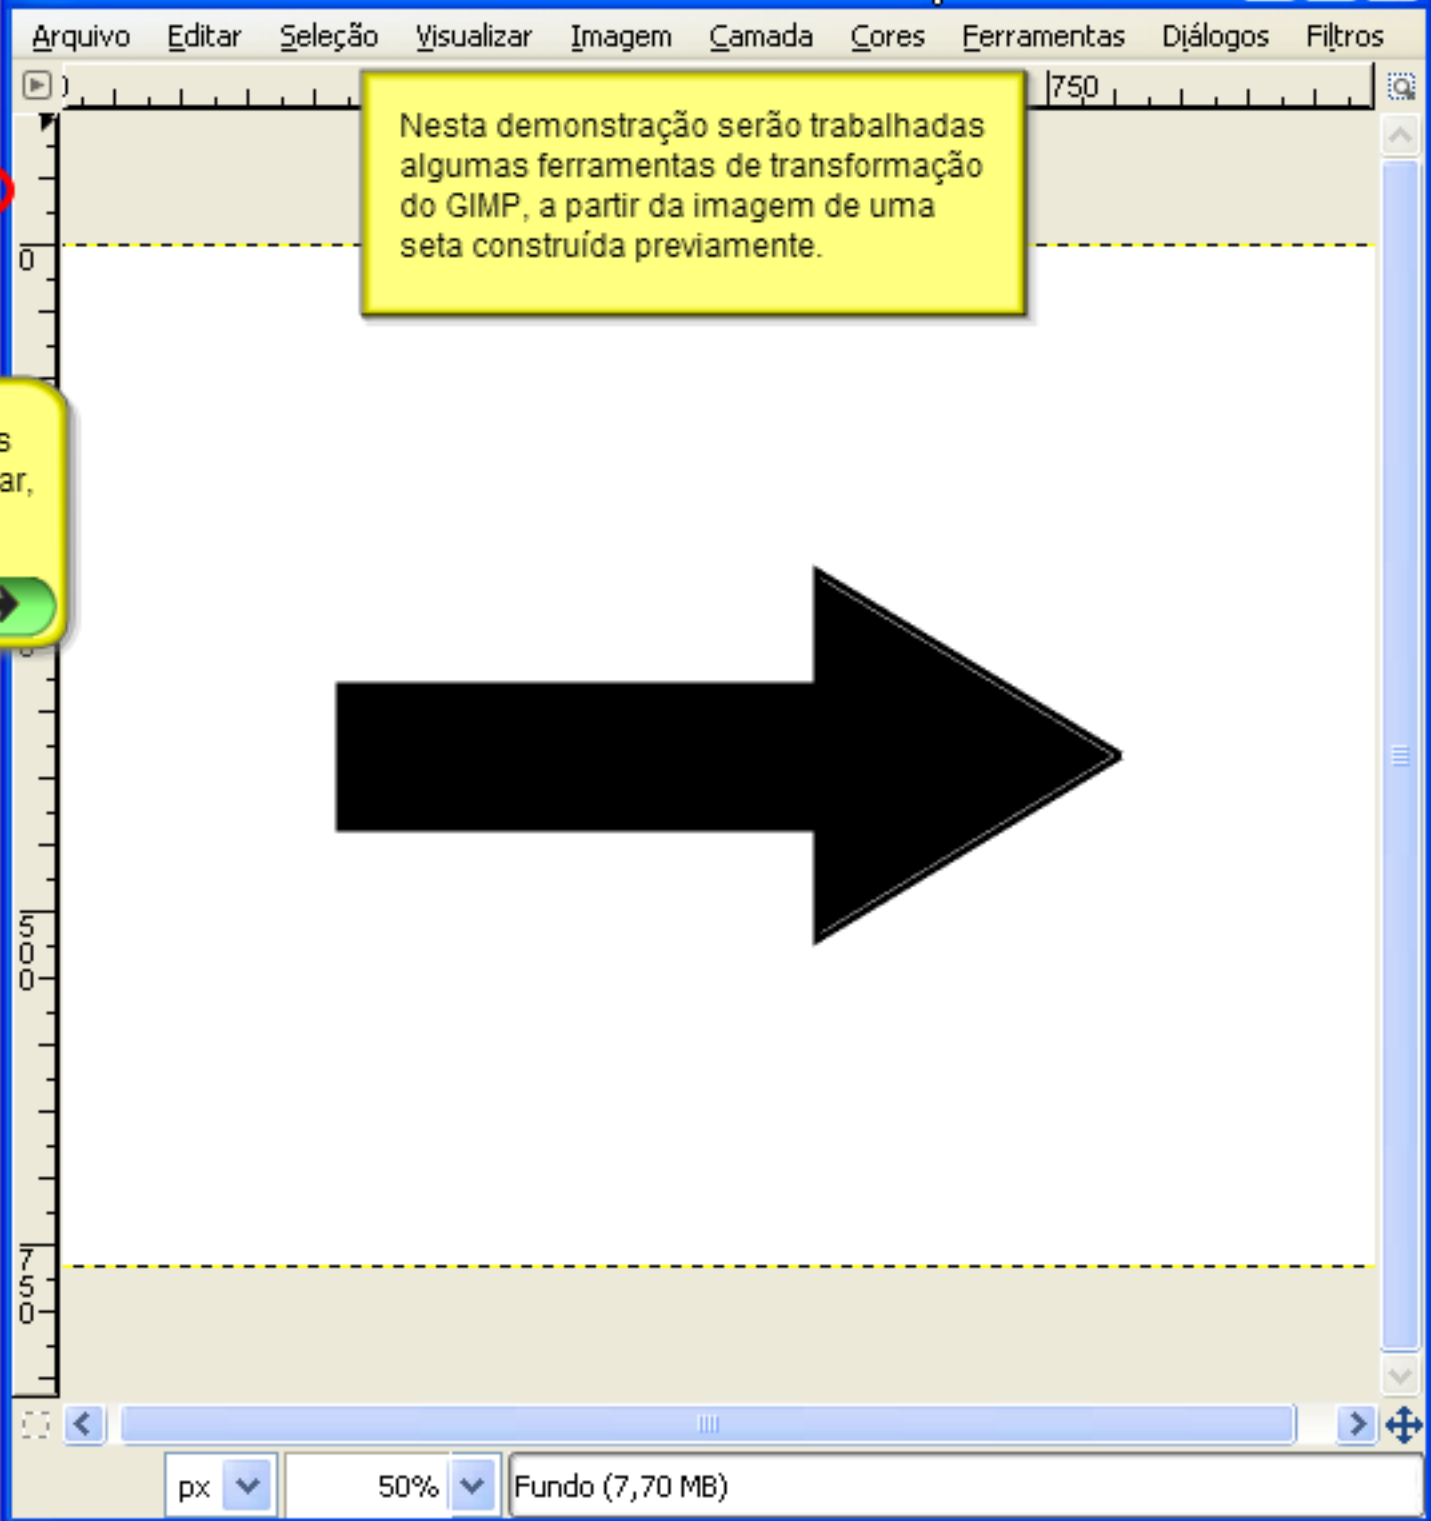 Arquivo Editar Seleção Visualizar Imagem Camada Cores Ferramentas Diálogos Filtros
750
Nesta demonstração serão trabalhadas
algumas ferramentas de transformação
do GIMP, a partir da imagem de uma
seta construída previamente.
0
s
ar,
500
750
px 50% Fundo (7,70 MB)